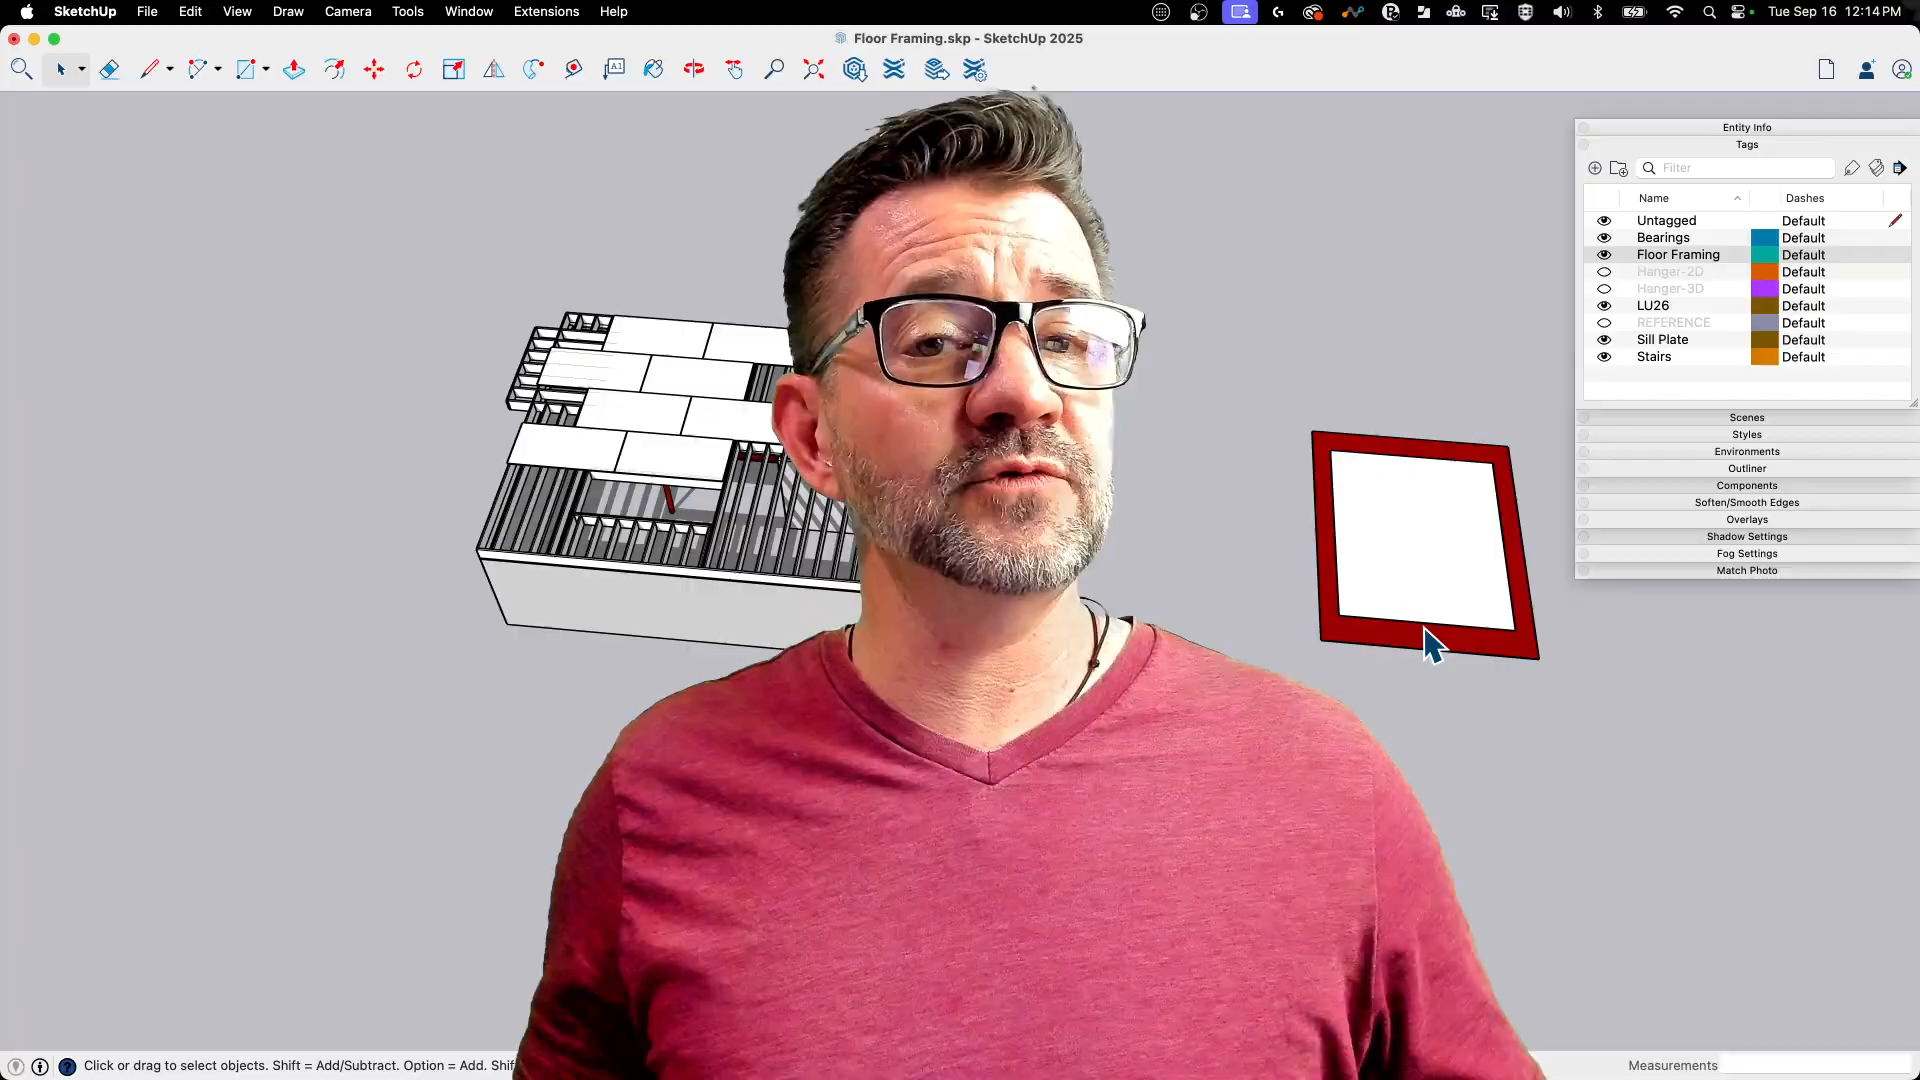 SketchUp File Edit View Draw Camera Tools Window Extensions Help Tue Sep 16 12:14 PM
Floor Framing.skp - SketchUp 2025
A1
Entity Info
Tags
Filter
Name Dashes
Untagged Default
Bearings Default
Floor Framing Default
Hanger-2D Default
Hanger-3D Default
LU26 Default
REFERENCE Default
Sill Plate Default
Stairs Default
Scenes
Styles
Environments
Outliner
Components
Soften/Smooth Edges
Overlays
Shadow Settings
Fog Settings
Match Photo
Click or drag to select objects. Shift = Add/Subtract. Option = Add. Shif
Measurements